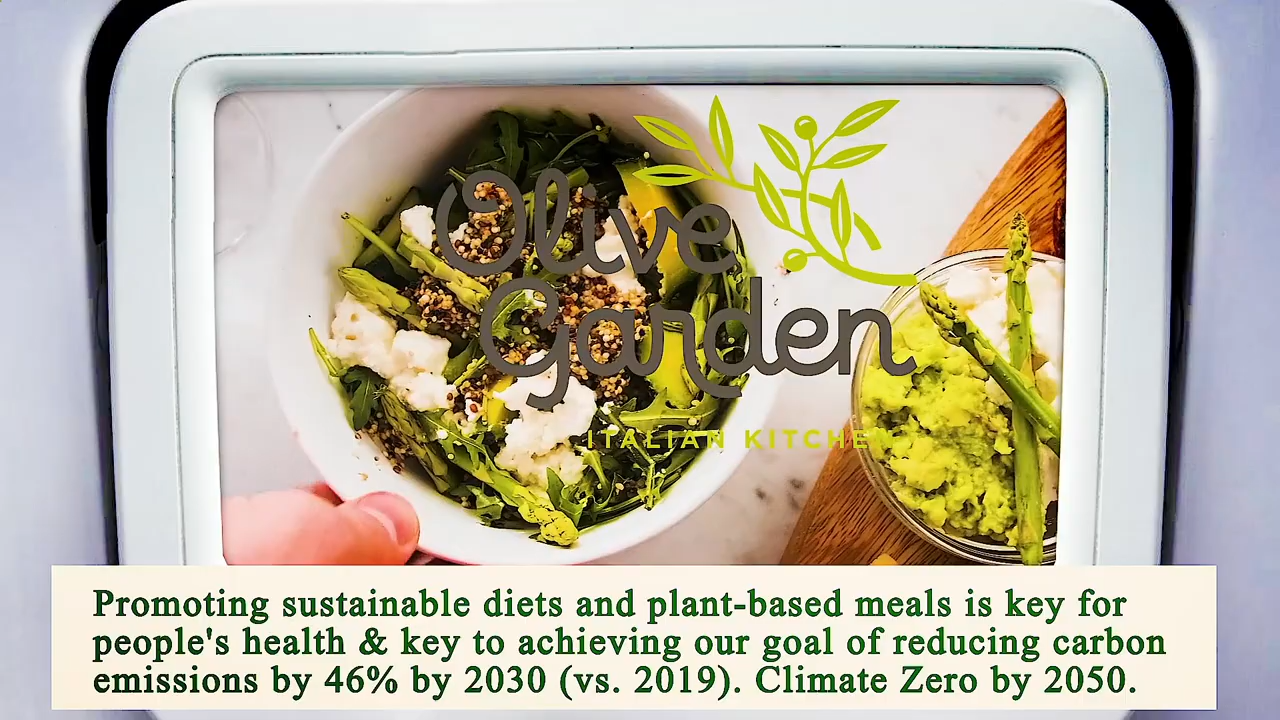 Olive
Garden
ITALIAN KITCHEN
Promoting sustainable diets and plant-based meals is key for
people's health & key to achieving our goal of reducing carbon
emissions by 46% by 2030 (vs. 2019). Climate Zero by 2050.